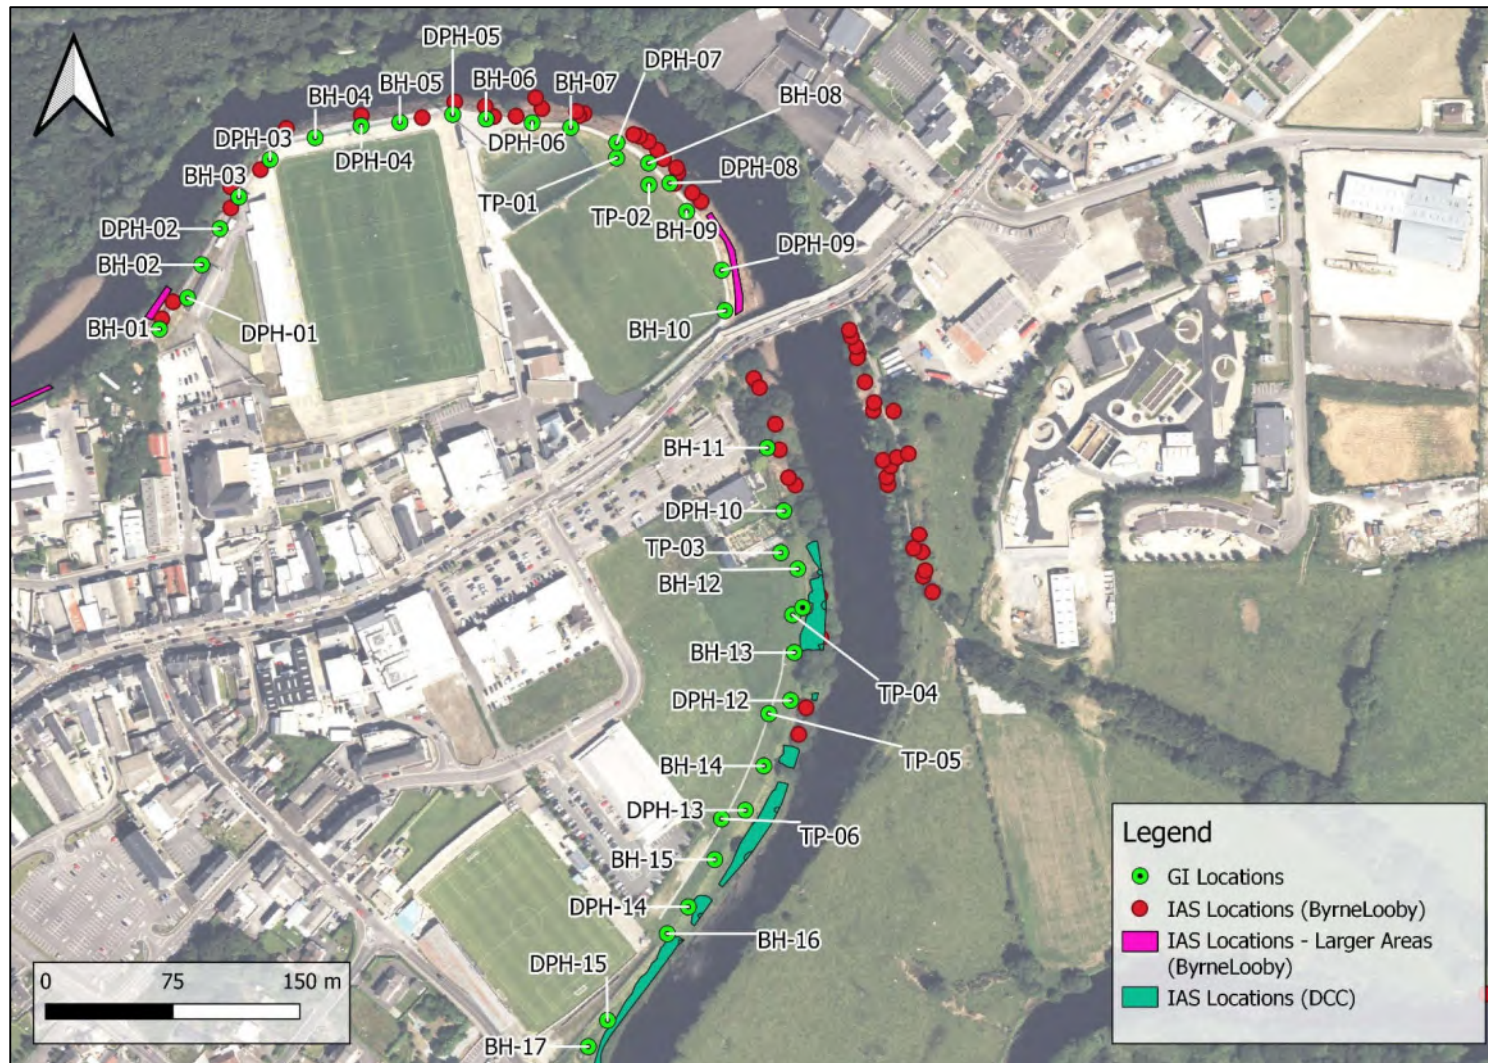 DPH-05
DPH-07
BH-06
BH-07
BH-05
BH-04
BH-08
DPH-03
DPH-04
DPH-06
DPH-08
BH-03
TP-01
TP-02
DPH-02
BH-09
DPH-09
BH-02
BH-01
DPH-01
BH-10
BH-11
DPH-10
TP-03
BH-12
BH-13
TP-04
DPH-12
TP-05
BH-14
DPH-13
TP-06
BH-15
DPH-14
BH-16
DPH-15
BH-17
Legend
GI Locations
IAS Locations (ByrneLooby)
IAS Locations - Larger Areas
(ByrneLooby)
IAS Locations (DCC)
0 75 150 m